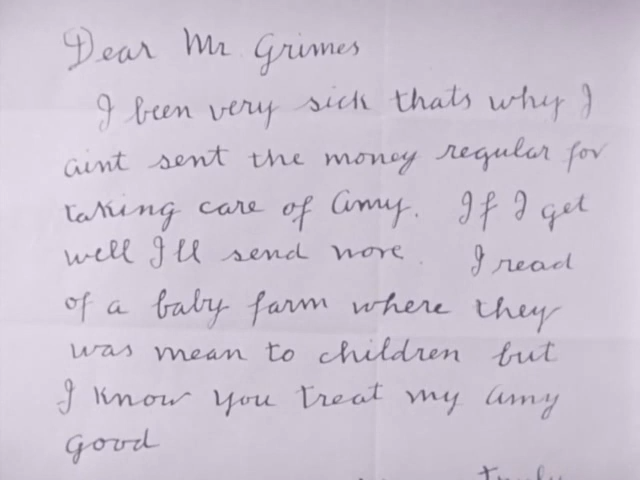 Dear Mr Grimes
I been very sick thats why I
aint sent the money regular for
taking care of Amy. If I get
well I'll send more. I read
of a baby farm where they
was mean to children but
I know you treat my Amy
good
truly